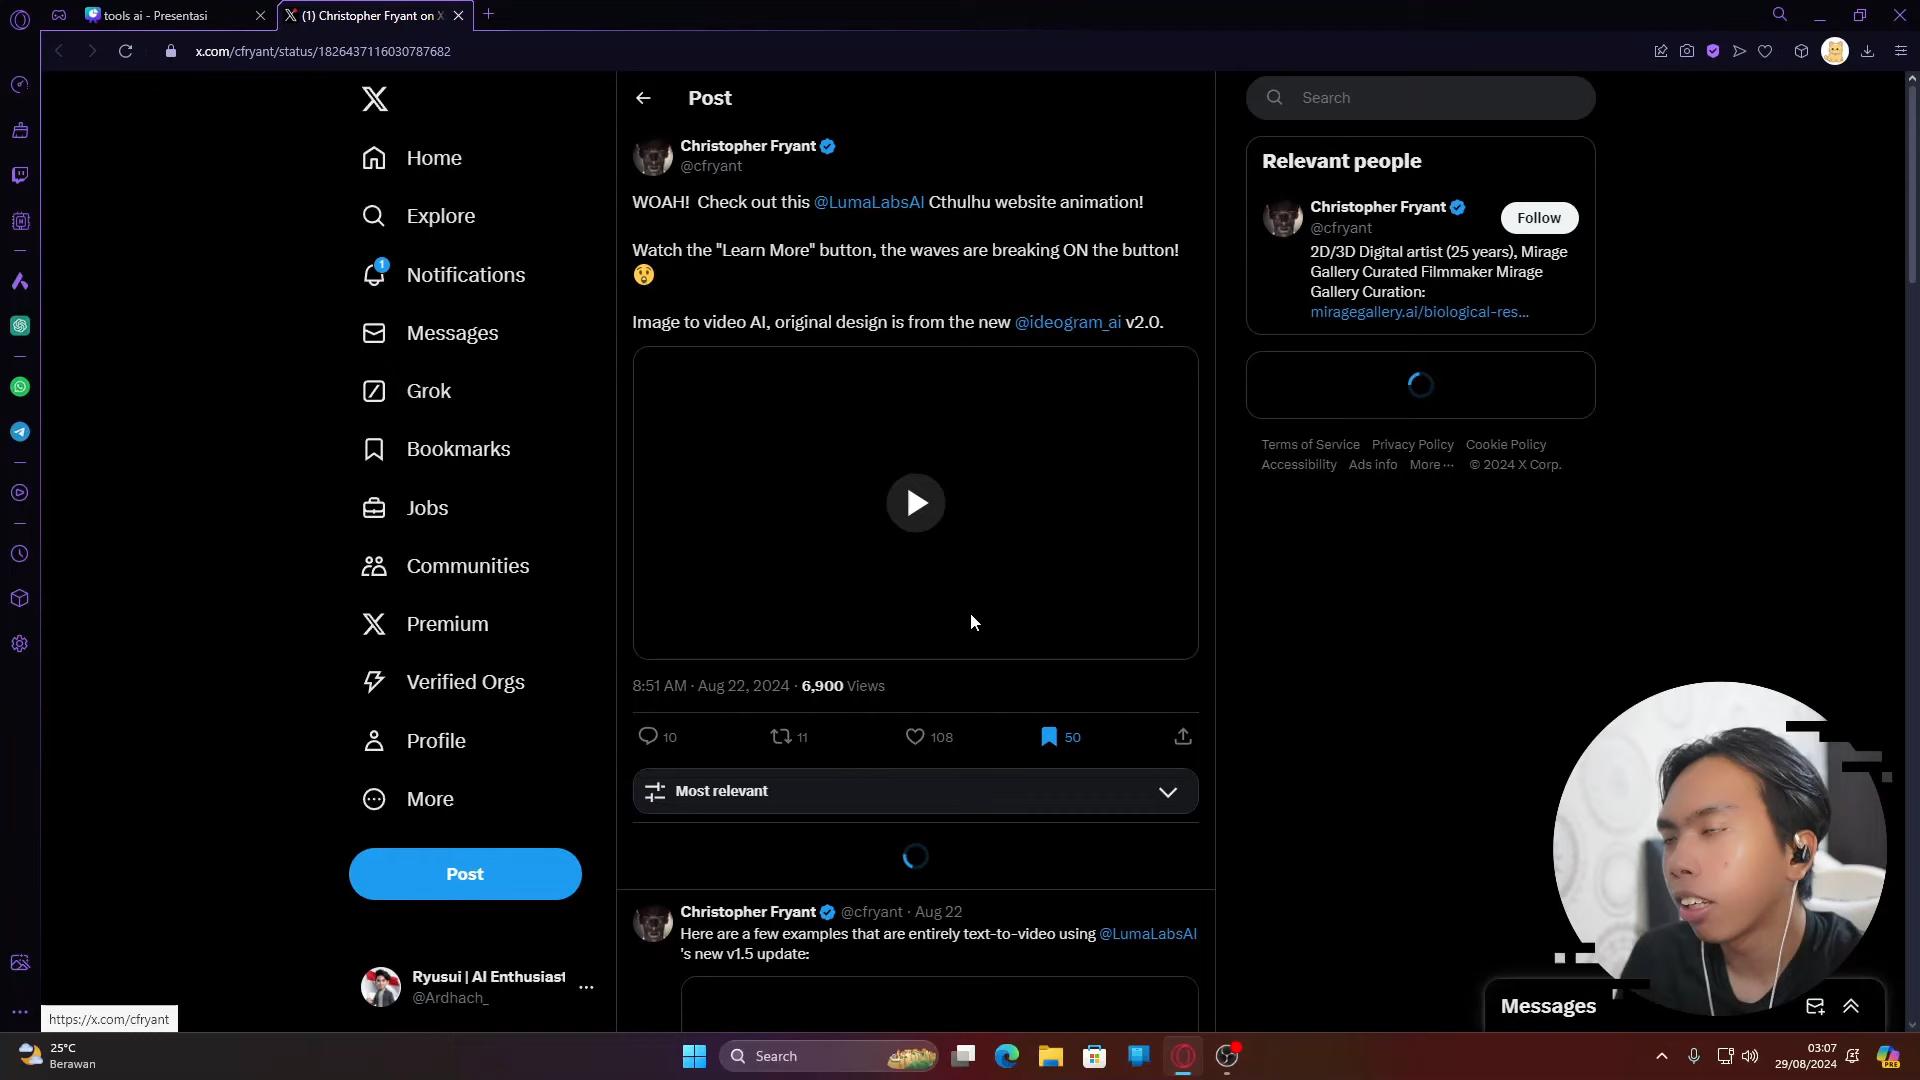 tools ai - Presentasi
(1) Christopher Fryant on X
x.com/cfryant/status/1826437116030787682
Home
Explore
1
Notifications
Messages
Grok
Bookmarks
Jobs
Communities
Premium
Verified Orgs
Profile
More
Post
Ryusui | AI Enthusiast
@Ardhach_
https://x.com/cfryant
Post
Christopher Fryant
@cfryant
WOAH! Check out this @LumaLabsAI Cthulhu website animation!
Watch the "Learn More" button, the waves are breaking ON the button!
😲
Image to video AI, original design is from the new @ideogram_ai v2.0.
8:51 AM · Aug 22, 2024 · 6,900 Views
10
11
108
50
Most relevant
Christopher Fryant @cfryant · Aug 22
Here are a few examples that are entirely text-to-video using @LumaLabsAI
's new v1.5 update:
Search
Relevant people
Christopher Fryant
@cfryant
Follow
2D/3D Digital artist (25 years), Mirage
Gallery Curated Filmmaker Mirage
Gallery Curation:
miragegallery.ai/biological-res...
Terms of Service Privacy Policy Cookie Policy
Accessibility Ads info More ··· © 2024 X Corp.
Messages
25°C
Berawan
Search
03:07
29/08/2024
PRE